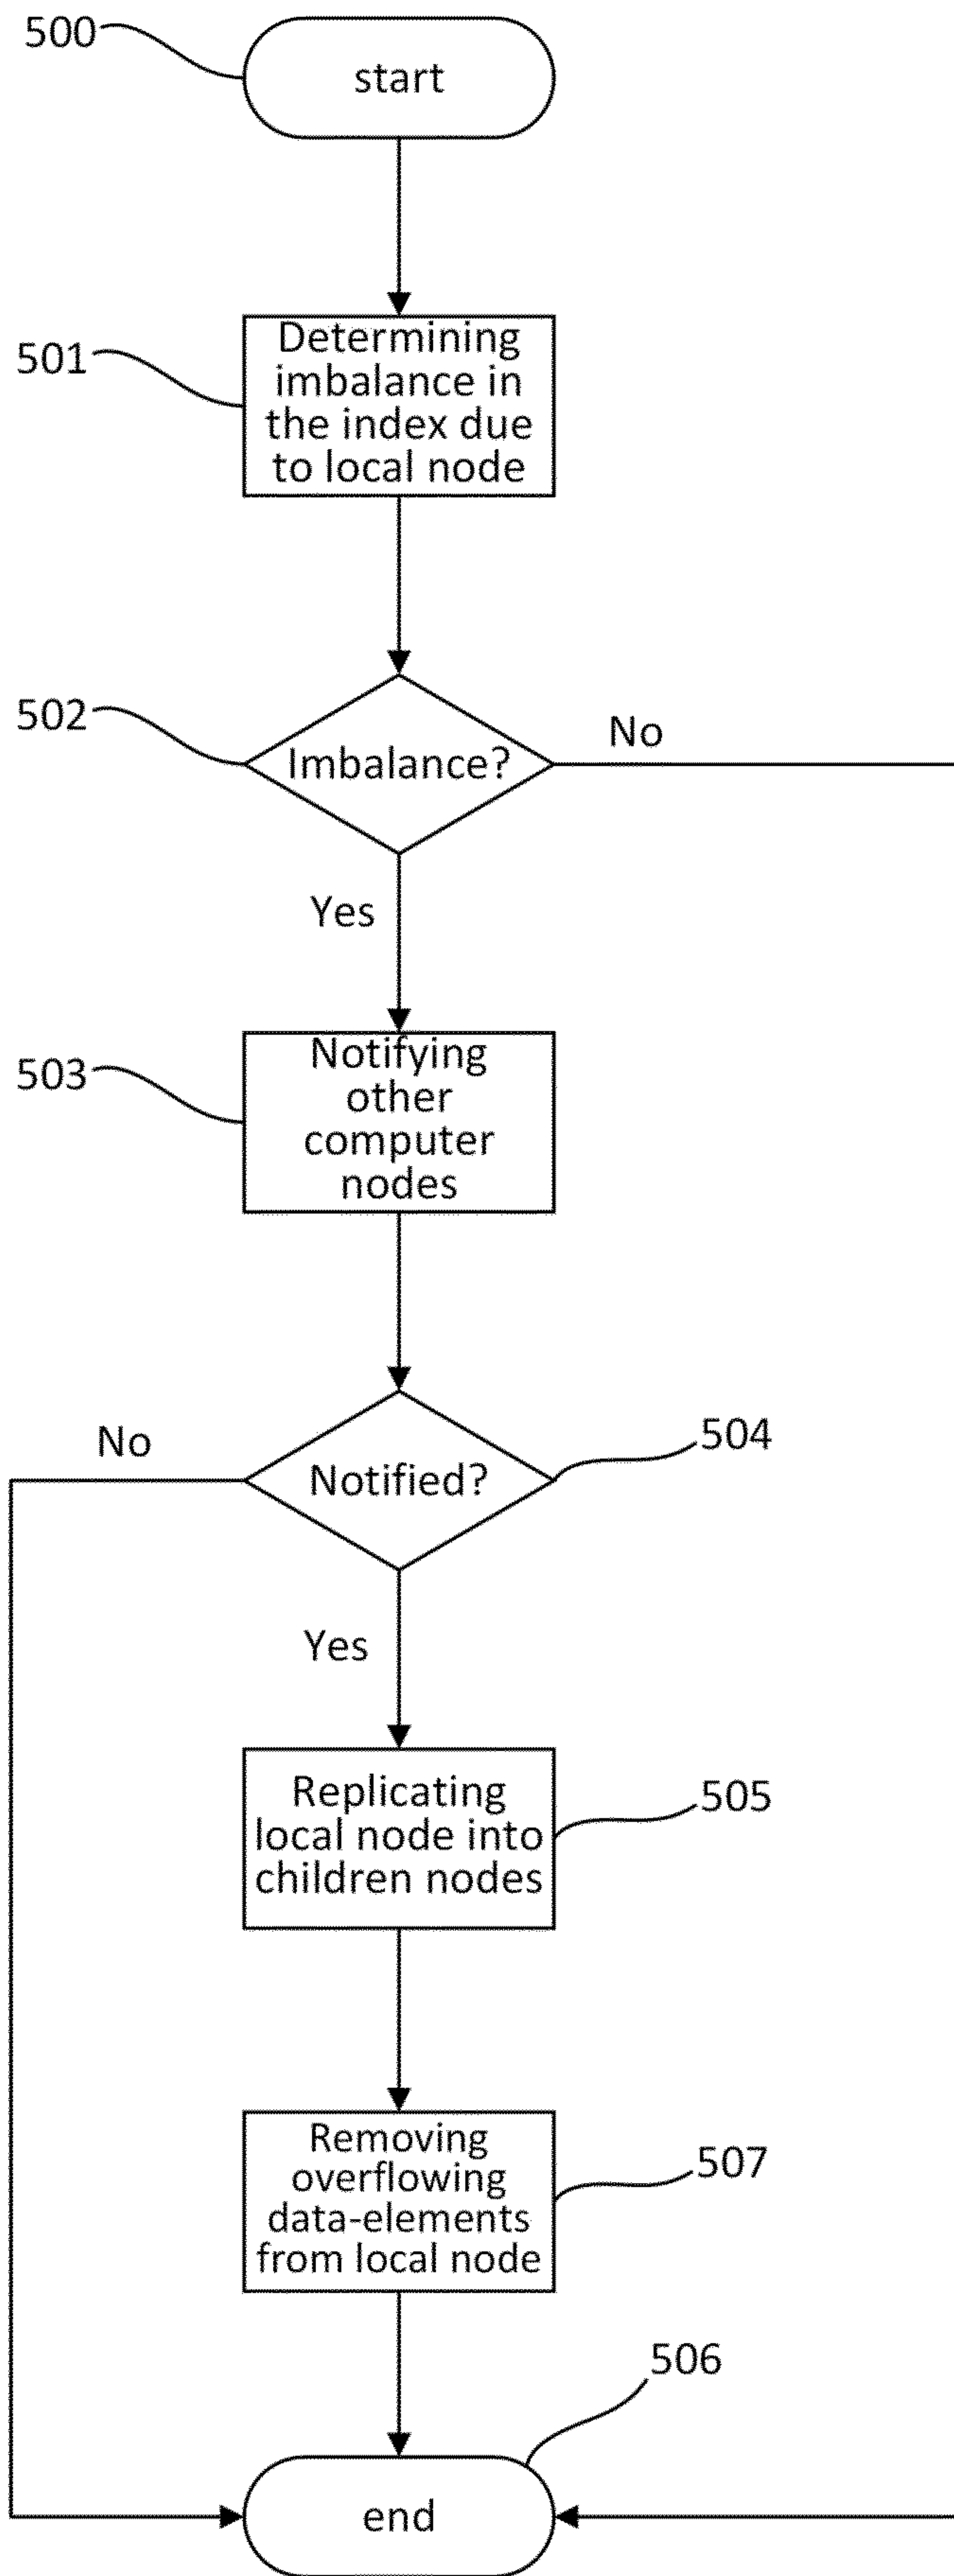 500
start
501
Determining
imbalance in
the index due
to local node
502
Imbalance?
No
Yes
503
Notifying
other
computer
nodes
504
No
Notified?
Yes
505
Replicating
local node into
children nodes
507
Removing
overflowing
data-elements
from local node
506
end